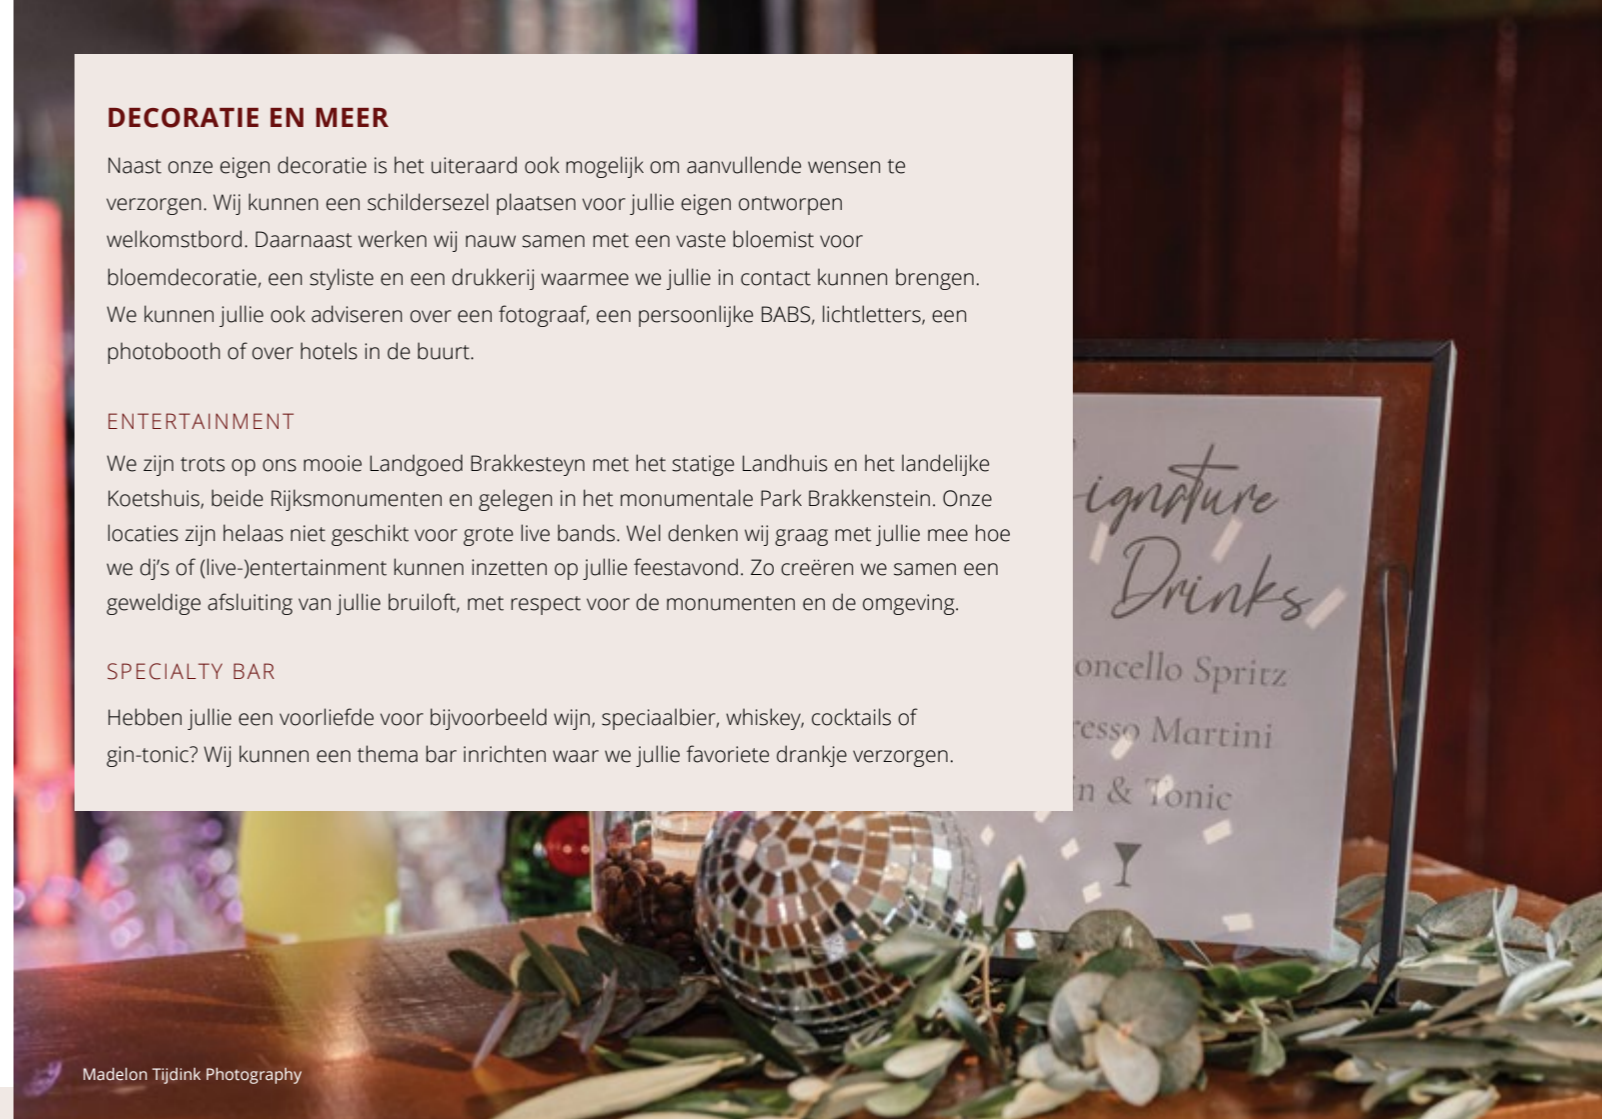 DECORATIE EN MEER
Naast onze eigen decoratie is het uiteraard ook mogelijk om aanvullende wensen te
verzorgen. Wij kunnen een schildersezel plaatsen voor jullie eigen ontworpen
welkomstbord. Daarnaast werken wij nauw samen met een vaste bloemist voor
bloemdecoratie, een styliste en een drukkerij waarmee we jullie in contact kunnen brengen.
We kunnen jullie ook adviseren over een fotograaf, een persoonlijke BABS, lichtletters, een
photobooth of over hotels in de buurt.
ENTERTAINMENT
We zijn trots op ons mooie Landgoed Brakkesteyn met het statige Landhuis en het landelijke
Koetshuis, beide Rijksmonumenten en gelegen in het monumentale Park Brakkenstein. Onze
locaties zijn helaas niet geschikt voor grote live bands. Wel denken wij graag met jullie mee hoe
we dj’s of (live-)entertainment kunnen inzetten op jullie feestavond. Zo creëren we samen een
geweldige afsluiting van jullie bruiloft, met respect voor de monumenten en de omgeving.
SPECIALTY BAR
Hebben jullie een voorliefde voor bijvoorbeeld wijn, speciaalbier, whiskey, cocktails of
gin-tonic? Wij kunnen een thema bar inrichten waar we jullie favoriete drankje verzorgen.
ignature
Drinks
oncello Spritz
resso Martini
n & Tonic
Madelon Tijdink Photography